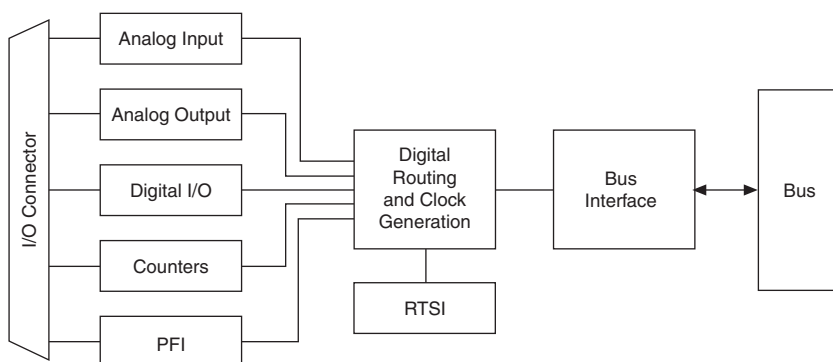 I/O Connector
Analog Input
Analog Output
Digital I/O
Counters
PFI
Digital
Routing
and Clock
Generation
RTSI
Bus
Interface
Bus